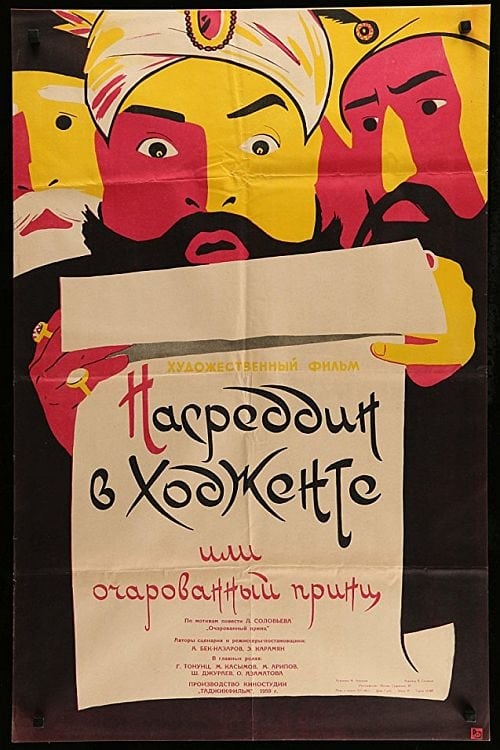 ХУДОЖЕСТВЕННЫЙ ФИЛЬМ
Насреддин
в Ходженте
или
очарованный принц
По мотивам повести Л. СОЛОВЬЕВА
„Очарованный принц"
Авторы сценария и режиссеры-постановщики:
А. БЕК-НАЗАРОВ, Э. КАРАМЯН
В главных ролях:
Г. ТОНУНЦ, М. КАСЫМОВ, М. АРИПОВ,
Ш. ДЖУРАЕВ, О. АЗАМАТОВА
ПРОИЗВОДСТВО КИНОСТУДИИ
„ТАДЖИКФИЛЬМ", 1959 г.